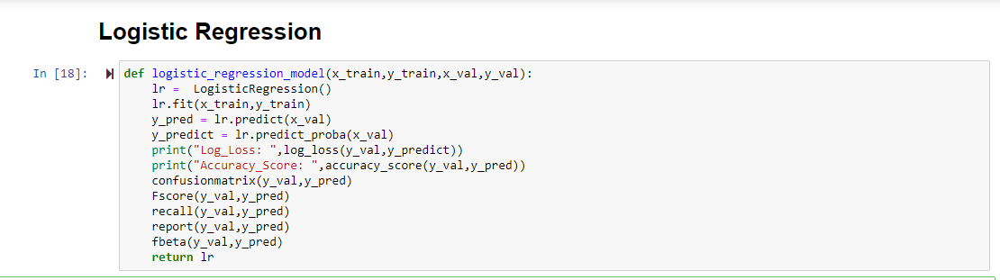 Logistic Regression
In [18]: def logistic_regression_model(x_train,y_train,x_val,y_val):
    lr =  LogisticRegression()
    lr.fit(x_train,y_train)
    y_pred = lr.predict(x_val)
    y_predict = lr.predict_proba(x_val)
    print("Log_Loss: ",log_loss(y_val,y_predict))
    print("Accuracy_Score: ",accuracy_score(y_val,y_pred))
    confusionmatrix(y_val,y_pred)
    Fscore(y_val,y_pred)
    recall(y_val,y_pred)
    report(y_val,y_pred)
    fbeta(y_val,y_pred)
    return lr